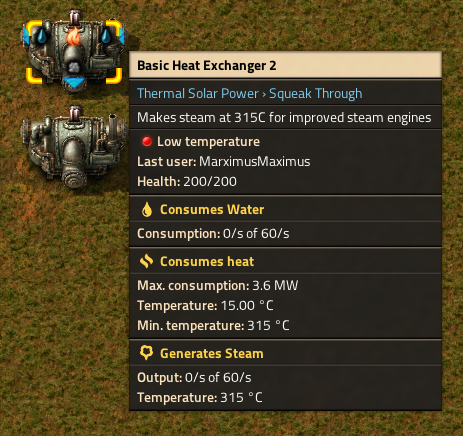 Basic Heat Exchanger 2
Thermal Solar Power › Squeak Through
Makes steam at 315C for improved steam engines
Low temperature
Last user: MarximusMaximus
Health: 200/200
Consumes Water
Consumption: 0/s of 60/s
Consumes heat
Max. consumption: 3.6 MW
Temperature: 15.00 °C
Min. temperature: 315 °C
Generates Steam
Output: 0/s of 60/s
Temperature: 315 °C